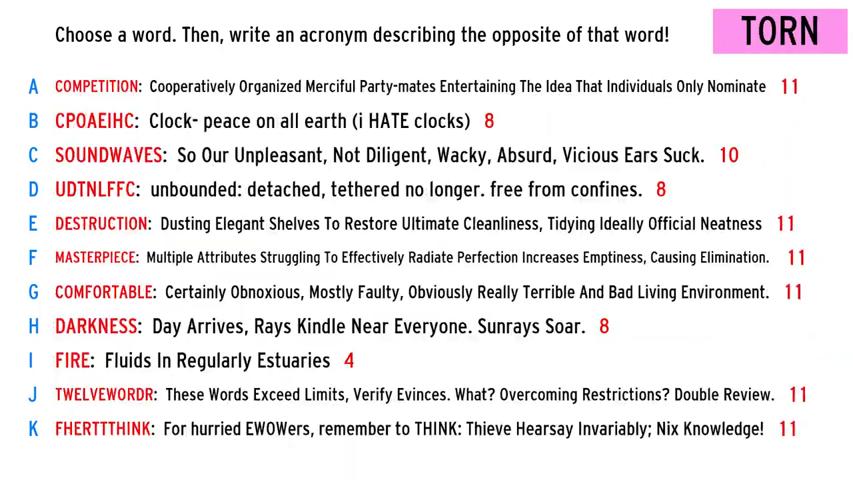 Choose a word. Then, write an acronym describing the opposite of that word!
TORN
A COMPETITION: Cooperatively Organized Merciful Party-mates Entertaining The Idea That Individuals Only Nominate 11
B CPOAEIHC: Clock- peace on all earth (i HATE clocks) 8
C SOUNDWAVES: So Our Unpleasant, Not Diligent, Wacky, Absurd, Vicious Ears Suck. 10
D UDTNLFFC: unbounded: detached, tethered no longer. free from confines. 8
E DESTRUCTION: Dusting Elegant Shelves To Restore Ultimate Cleanliness, Tidying Ideally Official Neatness 11
F MASTERPIECE: Multiple Attributes Struggling To Effectively Radiate Perfection Increases Emptiness, Causing Elimination. 11
G COMFORTABLE: Certainly Obnoxious, Mostly Faulty, Obviously Really Terrible And Bad Living Environment. 11
H DARKNESS: Day Arrives, Rays Kindle Near Everyone. Sunrays Soar. 8
I FIRE: Fluids In Regularly Estuaries 4
J TWELVEWORDR: These Words Exceed Limits, Verify Evinces. What? Overcoming Restrictions? Double Review. 11
K FHERTTTHINK: For hurried EWOWers, remember to THINK: Thieve Hearsay Invariably; Nix Knowledge! 11